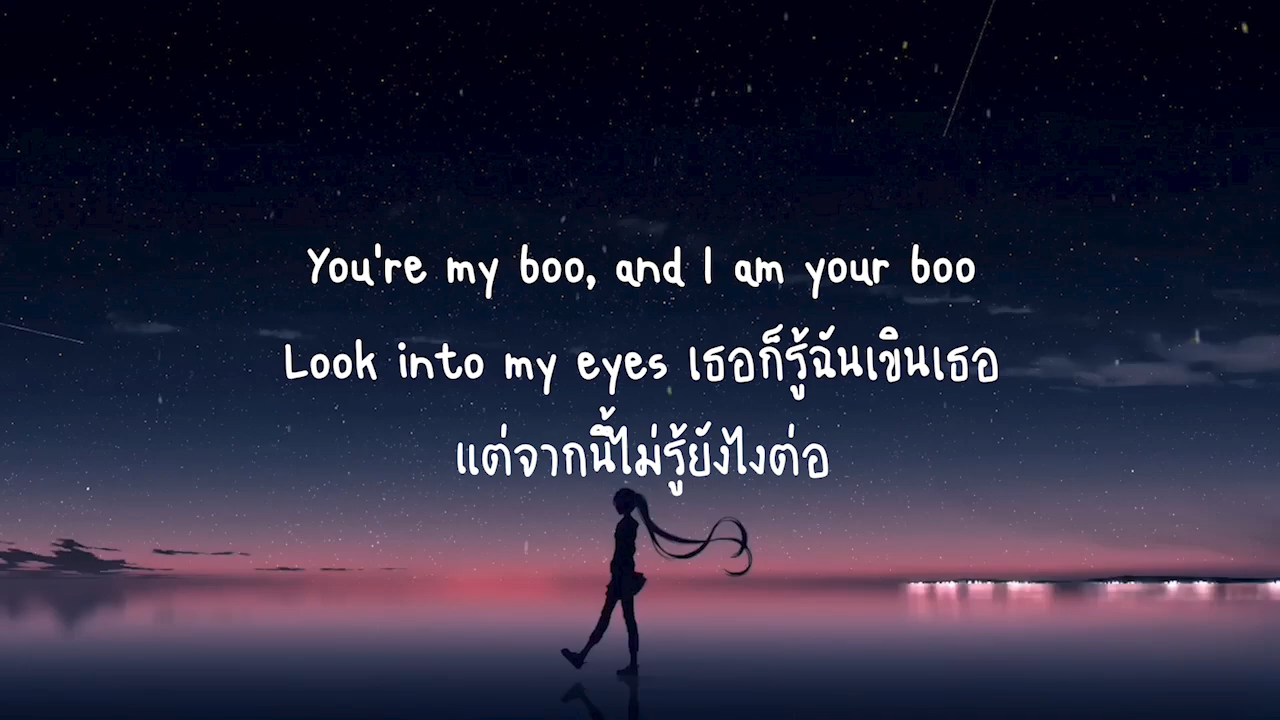 You're my boo, and I am your boo
Look into my eyes เธอก็รู้ฉันเขินเธอ
แต่จากนี้ไม่รู้ยังไงต่อ